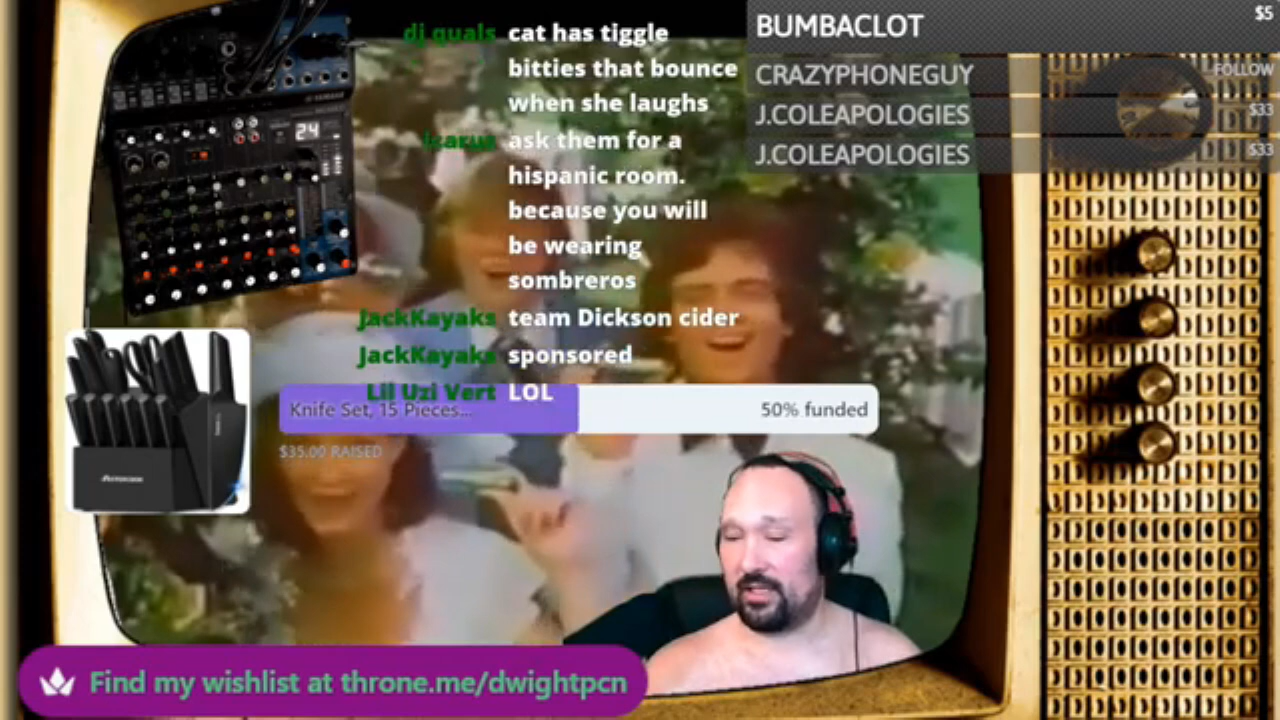 dj quals cat has tiggle
bitties that bounce
when she laughs
Icarus ask them for a
hispanic room.
because you will
be wearing
sombreros
JackKayaks team Dickson cider
JackKayaks sponsored
Lil Uzi Vert LOL
BUMBACLOT $5
CRAZYPHONEGUY FOLLOW
J.COLEAPOLOGIES $33
J.COLEAPOLOGIES $33
YAMAHA
24
Knife Set, 15 Pieces... 50% funded
$35.00 RAISED
Find my wishlist at throne.me/dwightpcn